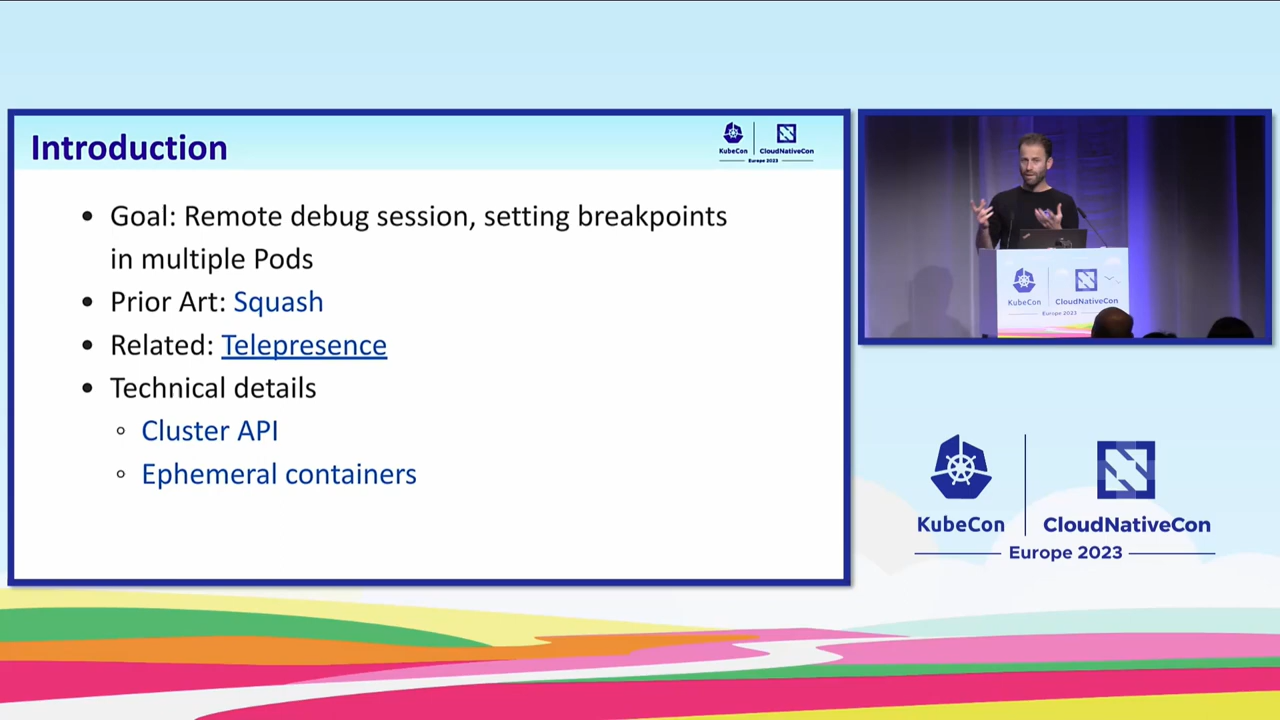 Introduction
KubeCon
CloudNativeCon
Europe 2023
• Goal: Remote debug session, setting breakpoints
in multiple Pods
• Prior Art: Squash
• Related: Telepresence
• Technical details
◦ Cluster API
◦ Ephemeral containers
KubeCon
CloudNativeCon
Europe 2023
KubeCon
CloudNativeCon
Europe 2023